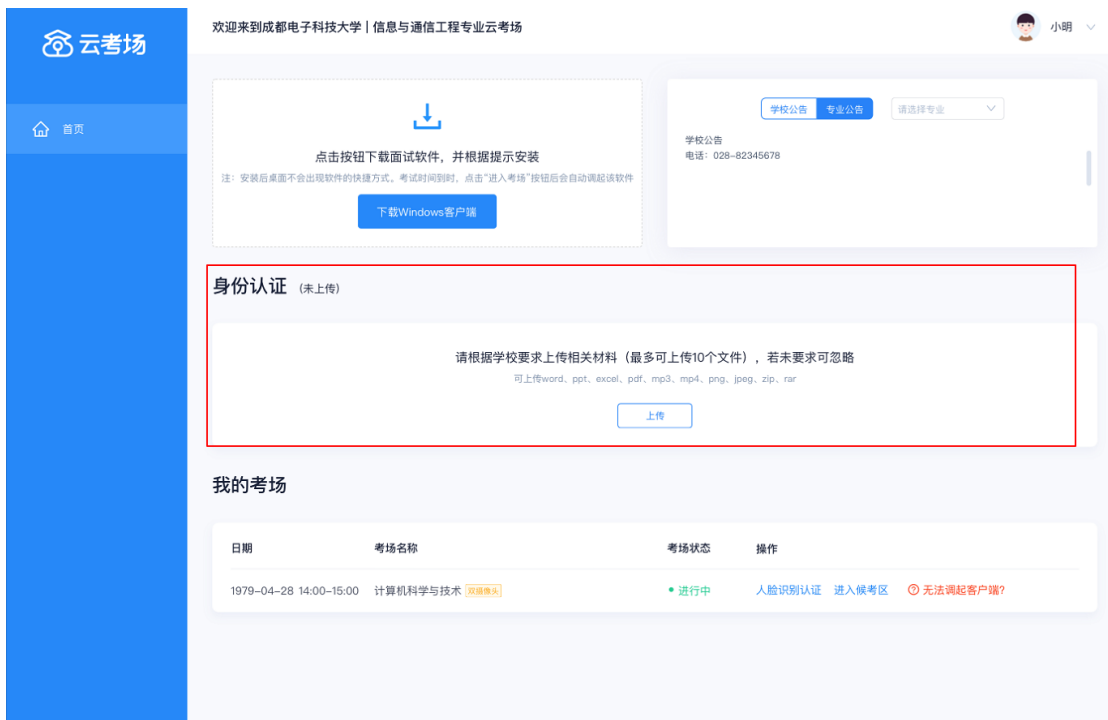 云考场
欢迎来到成都电子科技大学 | 信息与通信工程专业云考场
小明
首页
点击按钮下载面试软件，并根据提示安装
注：安装后桌面不会出现软件的快捷方式，考试时间到时，点击"进入考场"按钮后会自动调起该软件
下载Windows客户端
学校公告 专业公告 请选择专业
学校公告
电话：028-82345678
身份认证 （未上传）
请根据学校要求上传相关材料（最多可上传10个文件），若未要求可忽略
可上传word、ppt、excel、pdf、mp3、mp4、png、jpeg、zip、rar
上传
我的考场
日期 考场名称 考场状态 操作
1979-04-28 14:00-15:00 计算机科学与技术 双摄像头 进行中 人脸识别认证 进入候考区 无法调起客户端?